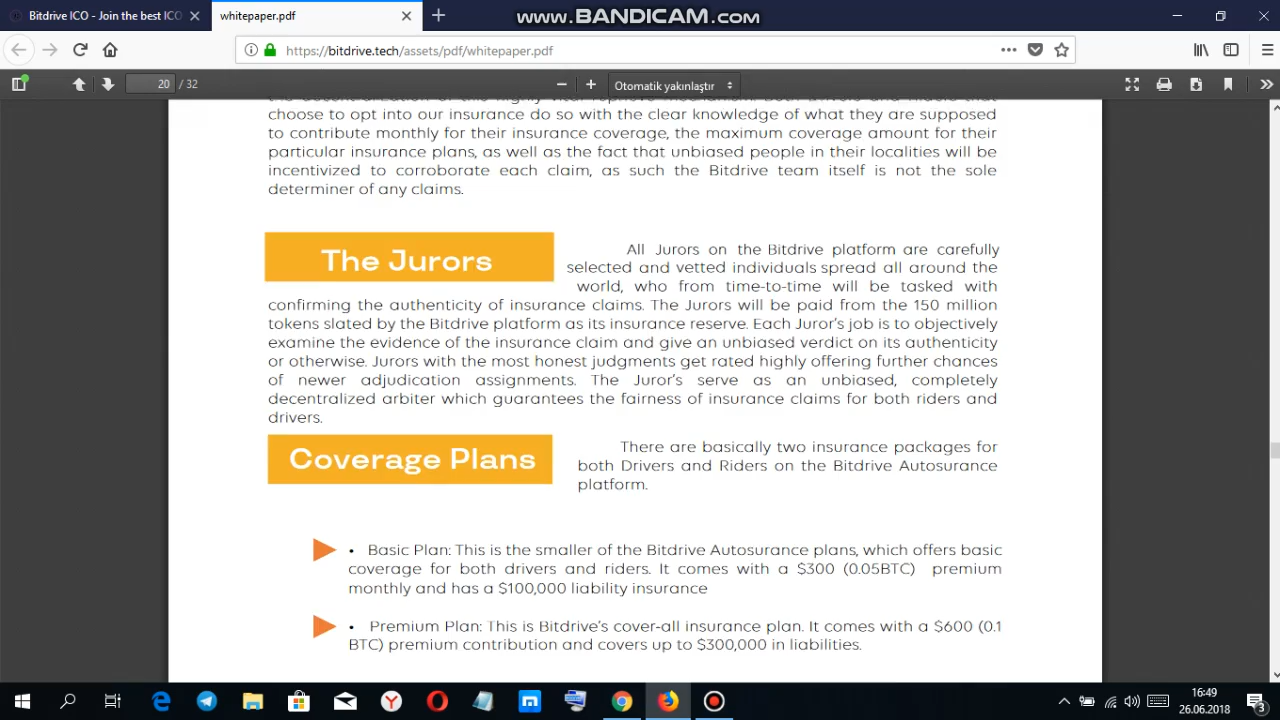 www.BANDICAM.com
Bitdrive ICO - Join the best ICO
whitepaper.pdf
https://bitdrive.tech/assets/pdf/whitepaper.pdf
20 / 32
Otomatik yakınlaştır
choose to opt into our insurance do so with the clear knowledge of what they are supposed
to contribute monthly for their insurance coverage, the maximum coverage amount for their
particular insurance plans, as well as the fact that unbiased people in their localities will be
incentivized to corroborate each claim, as such the Bitdrive team itself is not the sole
determiner of any claims.
The Jurors
All Jurors on the Bitdrive platform are carefully
selected and vetted individuals spread all around the
world, who from time-to-time will be tasked with
confirming the authenticity of insurance claims. The Jurors will be paid from the 150 million
tokens slated by the Bitdrive platform as its insurance reserve. Each Juror's job is to objectively
examine the evidence of the insurance claim and give an unbiased verdict on its authenticity
or otherwise. Jurors with the most honest judgments get rated highly offering further chances
of newer adjudication assignments. The Juror's serve as an unbiased, completely
decentralized arbiter which guarantees the fairness of insurance claims for both riders and
drivers.
Coverage Plans
There are basically two insurance packages for
both Drivers and Riders on the Bitdrive Autosurance
platform.
• Basic Plan: This is the smaller of the Bitdrive Autosurance plans, which offers basic
coverage for both drivers and riders. It comes with a $300 (0.05BTC) premium
monthly and has a $100,000 liability insurance
• Premium Plan: This is Bitdrive's cover-all insurance plan. It comes with a $600 (0.1
BTC) premium contribution and covers up to $300,000 in liabilities.
16:49
26.06.2018
3